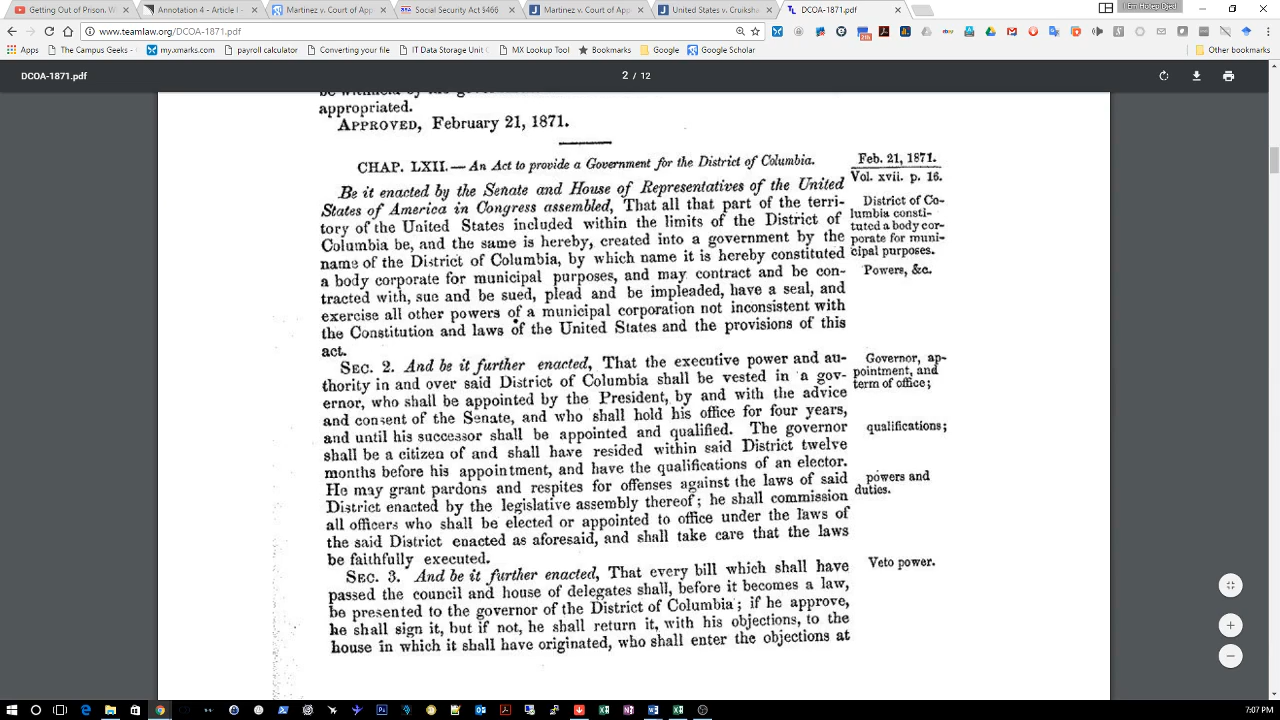 Getting Out of Prison. W
Annotation 4 - Article I -
Martinez v. Court of App
Social Security Act §466
Martinez v. Court of App
United States v. Cruiksha
DCOA-1871.pdf
Em Hotep Djed
www.teamlaw.org/DCOA-1871.pdf
Apps
The Campus Geeks -
my.marks.com
payroll calculator
Converting your file
IT Data Storage Unit C
MX Lookup Tool
Bookmarks
Google
Google Scholar
Other bookmarks
DCOA-1871.pdf
2 / 12
appropriated.
APPROVED, February 21, 1871.
CHAP. LXII.—An Act to provide a Government for the District of Columbia.
Be it enacted by the Senate and House of Representatives of the United
States of America in Congress assembled, That all that part of the terri-
tory of the United States included within the limits of the District of
Columbia be, and the same is hereby, created into a government by the
name of the District of Columbia, by which name it is hereby constituted
a body corporate for municipal purposes, and may contract and be con-
tracted with, sue and be sued, plead and be impleaded, have a seal, and
exercise all other powers of a municipal corporation not inconsistent with
the Constitution and laws of the United States and the provisions of this
act.
SEC. 2. And be it further enacted, That the executive power and au-
thority in and over said District of Columbia shall be vested in a gov-
ernor, who shall be appointed by the President, by and with the advice
and consent of the Senate, and who shall hold his office for four years,
and until his successor shall be appointed and qualified. The governor
shall be a citizen of and shall have resided within said District twelve
months before his appointment, and have the qualifications of an elector.
He may grant pardons and respites for offenses against the laws of said
District enacted by the legislative assembly thereof; he shall commission
all officers who shall be elected or appointed to office under the laws of
the said District enacted as aforesaid, and shall take care that the laws
be faithfully executed.
SEC. 3. And be it further enacted, That every bill which shall have
passed the council and house of delegates shall, before it becomes a law,
be presented to the governor of the District of Columbia; if he approve,
he shall sign it, but if not, he shall return it, with his objections, to the
house in which it shall have originated, who shall enter the objections at
Feb. 21, 1871.
Vol. xvii. p. 16.
District of Co-
lumbia consti-
tuted a body cor-
porate for muni-
cipal purposes.
Powers, &c.
Governor, ap-
pointment, and
term of office;
qualifications;
powers and
duties.
Veto power.
7:07 PM